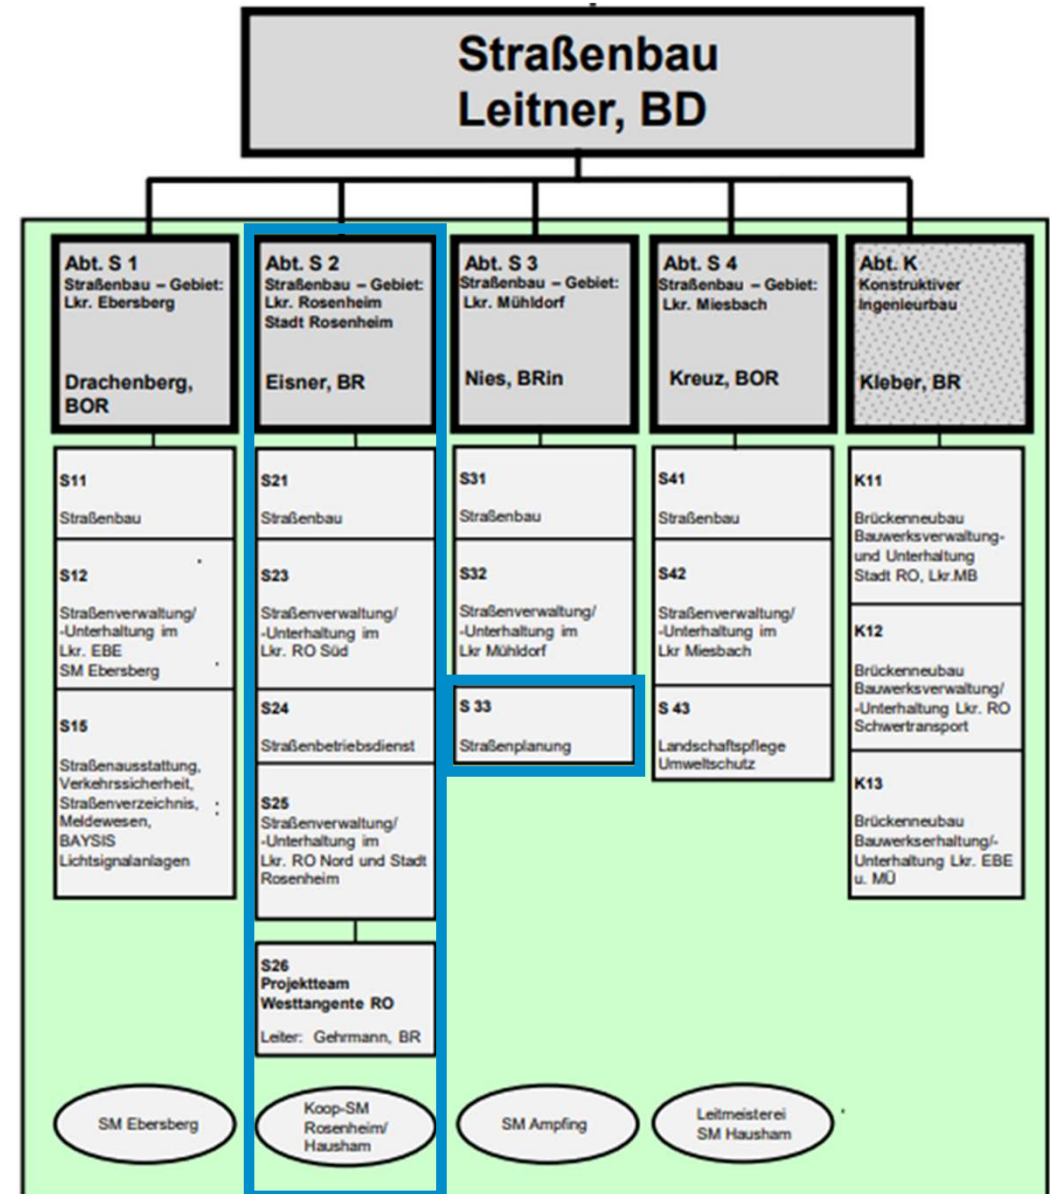 Straßenbau
Leitner, BD
Abt. S 1
Straßenbau – Gebiet:
Lkr. Ebersberg
Drachenberg,
BOR
S11
Straßenbau
S12
Straßenverwaltung/
-Unterhaltung im
Lkr. EBE
SM Ebersberg
S15
Straßenausstattung,
Verkehrssicherheit,
Straßenverzeichnis,
Meldewesen,
BAYSIS
Lichtsignalanlagen
SM Ebersberg
Abt. S 2
Straßenbau – Gebiet:
Lkr. Rosenheim
Stadt Rosenheim
Eisner, BR
S21
Straßenbau
S23
Straßenverwaltung/
-Unterhaltung im
Lkr. RO Süd
S24
Straßenbetriebsdienst
S25
Straßenverwaltung/
-Unterhaltung im
Lkr. RO Nord und Stadt
Rosenheim
S26
Projektteam
Westtangente RO
Leiter: Gehrmann, BR
Koop-SM
Rosenheim/
Hausham
Abt. S 3
Straßenbau – Gebiet:
Lkr. Mühldorf
Nies, BRin
S31
Straßenbau
S32
Straßenverwaltung/
-Unterhaltung im
Lkr Mühldorf
S 33
Straßenplanung
SM Ampfing
Abt. S 4
Straßenbau – Gebiet:
Lkr. Miesbach
Kreuz, BOR
S41
Straßenbau
S42
Straßenverwaltung/
-Unterhaltung im
Lkr Miesbach
S 43
Landschaftspflege
Umweltschutz
Leitmeisterei
SM Hausham
Abt. K
Konstruktiver
Ingenieurbau
Kleber, BR
K11
Brückenneubau
Bauwerksverwaltung-
und Unterhaltung
Stadt RO, Lkr.MB
K12
Brückenneubau
Bauwerksverwaltung/
-Unterhaltung Lkr. RO
Schwertransport
K13
Brückenneubau
Bauwerkserhaltung/-
Unterhaltung Lkr. EBE
u. MÜ